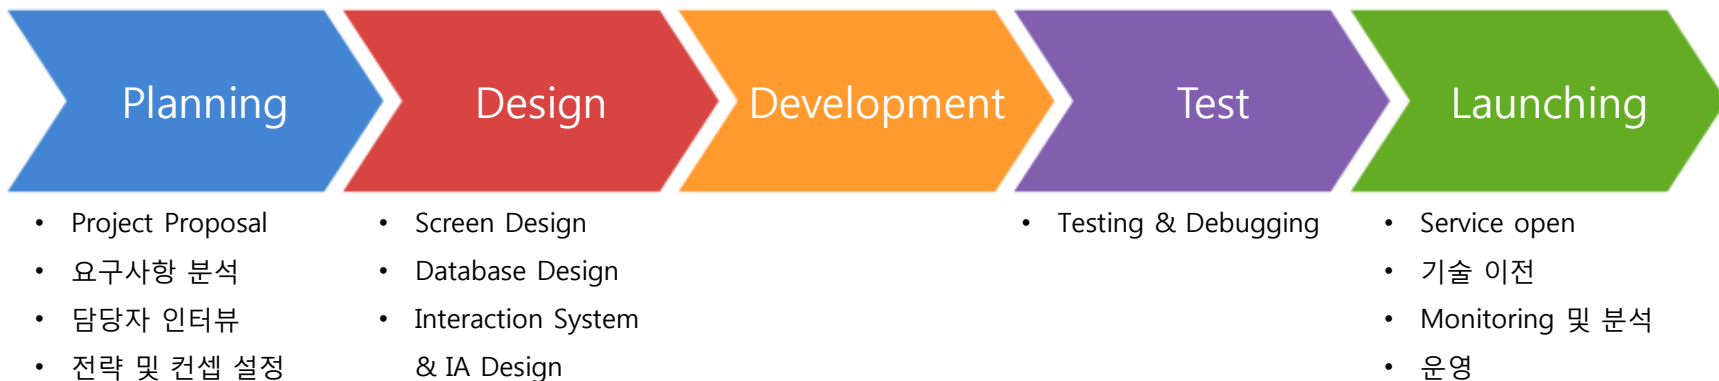 Planning
Design
Development
Test
Launching
• Project Proposal
• 요구사항 분석
• 담당자 인터뷰
• 전략 및 컨셉 설정
• Screen Design
• Database Design
• Interaction System
& IA Design
• Testing & Debugging
• Service open
• 기술 이전
• Monitoring 및 분석
• 운영